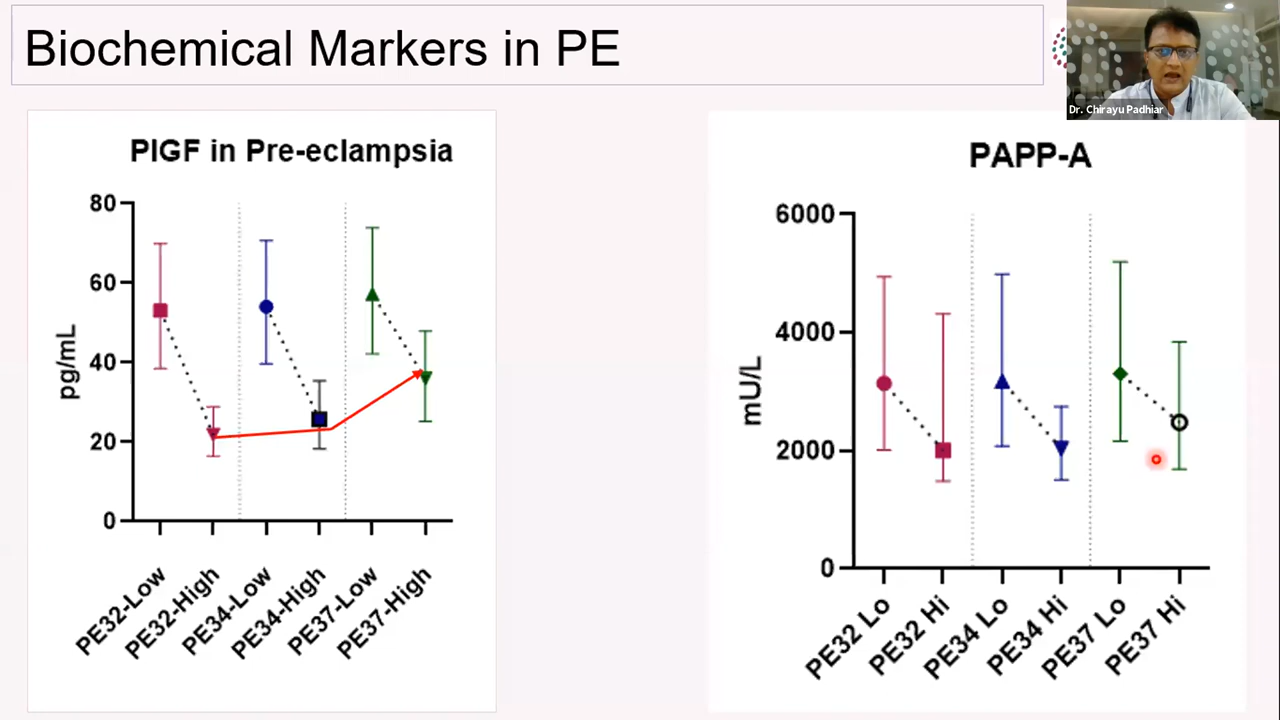 Biochemical Markers in PE
Dr. Chirayu Padhiar
PlGF in Pre-eclampsia
80
60
40
20
0
pg/mL
PE32-Low
PE32-High
PE34-Low
PE34-High
PE37-Low
PE37-High
PAPP-A
6000
4000
2000
0
mU/L
PE32 Lo
PE32 Hi
PE34 Lo
PE34 Hi
PE37 Lo
PE37 Hi